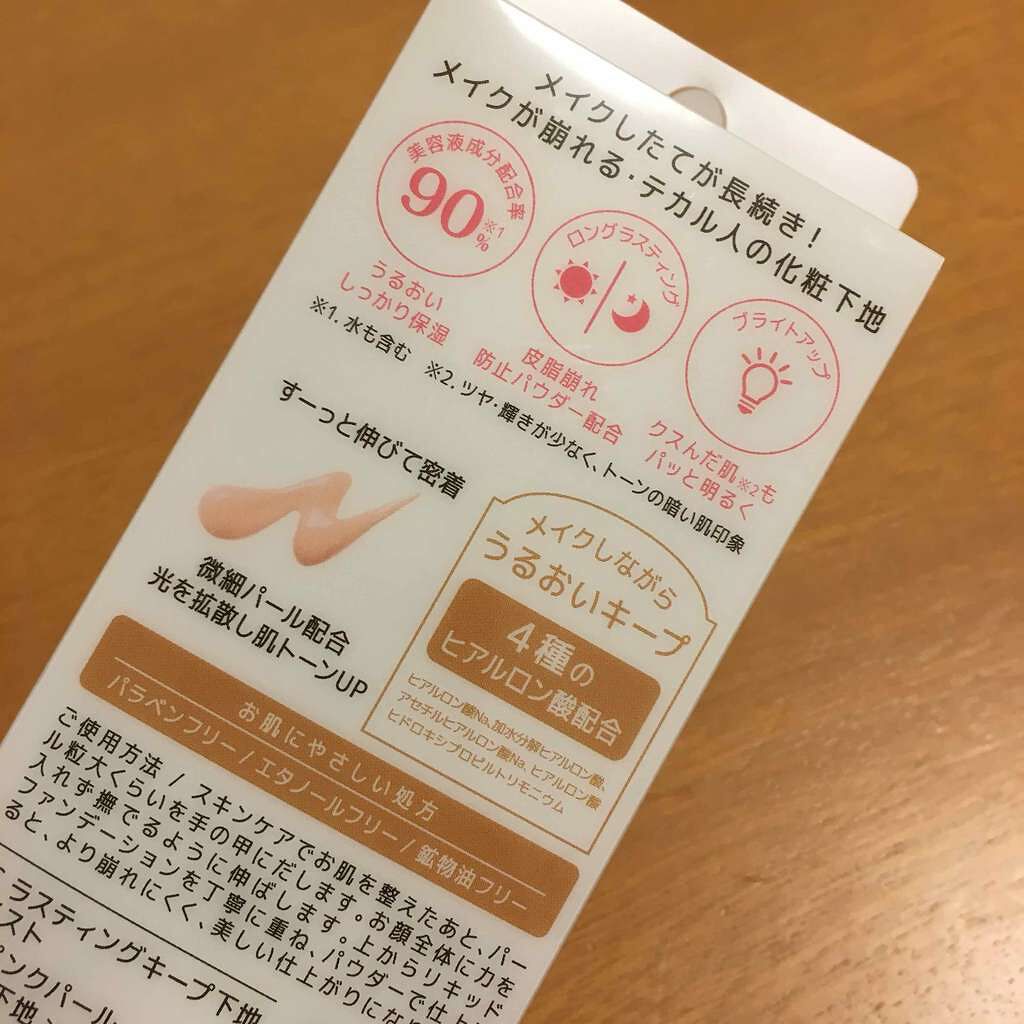 メイクしたてが長続き!
メイクが崩れる・テカル人の化粧下地
美容液成分配合率
90%※1
うるおい
しっかり保湿
ロングラスティング
皮脂崩れ
防止パウダー配合
ブライトアップ
クスんだ肌※2も
パッと明るく
※1. 水も含む ※2. ツヤ・輝きが少なく、トーンの暗い肌印象
すーっと伸びて密着
微細パール配合
光を拡散し肌トーンUP
メイクしながら
うるおいキープ
4種の
ヒアルロン酸配合
ヒアルロン酸Na、加水分解ヒアルロン酸、
アセチルヒアルロン酸Na、ヒアルロン酸
ヒドロキシプロピルトリモニウム
お肌にやさしい処方
パラベンフリー / エタノールフリー / 鉱物油フリー
ご使用方法 / スキンケアでお肌を整えたあと、パー
ル粒大くらいを手の甲にだします。お顔全体に力を
入れず撫でるように伸ばします。上からリキッド
ファンデーションを丁寧に重ね、パウダーで仕上
ると、より崩れにくく、美しい仕上がりにな
ラスティングキープ下地
スト
ンクパール
下地